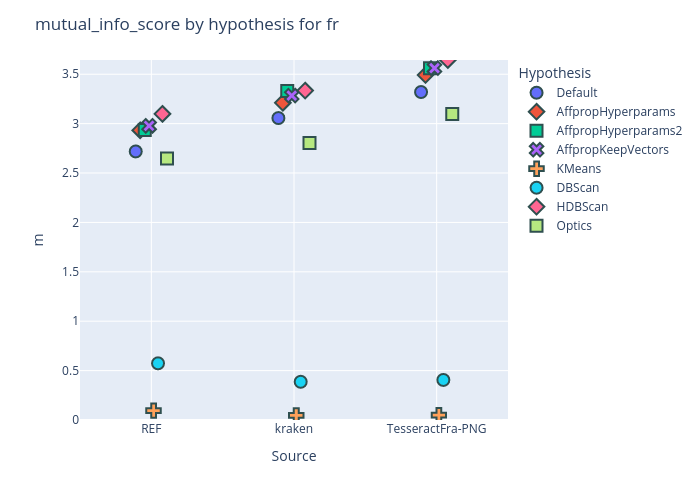 mutual_info_score by hypothesis for fr
Hypothesis
Default
AffpropHyperparams
AffpropHyperparams2
AffpropKeepVectors
KMeans
DBScan
HDBScan
Optics
3.5
3
2.5
2
1.5
1
0.5
0
m
REF
kraken
TesseractFra-PNG
Source